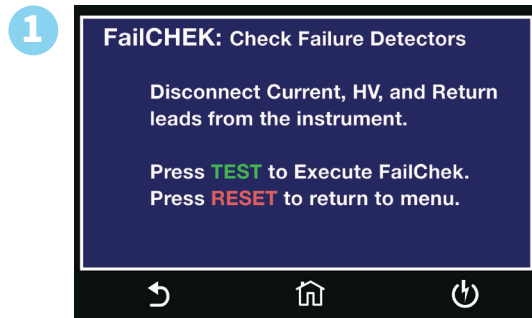 1
FailCHEK: Check Failure Detectors
Disconnect Current, HV, and Return
leads from the instrument.
Press TEST to Execute FailChek.
Press RESET to return to menu.